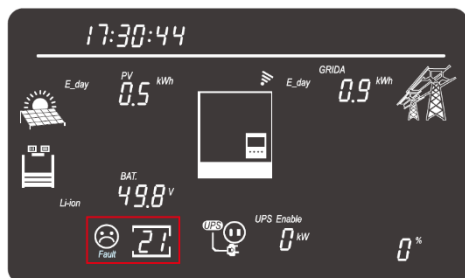 17:30:44
E_day PV 0.5 kWh
E_day GRIDA 0.9 kWh
BAT.
Li-ion 49.8 V
Fault 21
UPS UPS Enable 0 kW
0 %